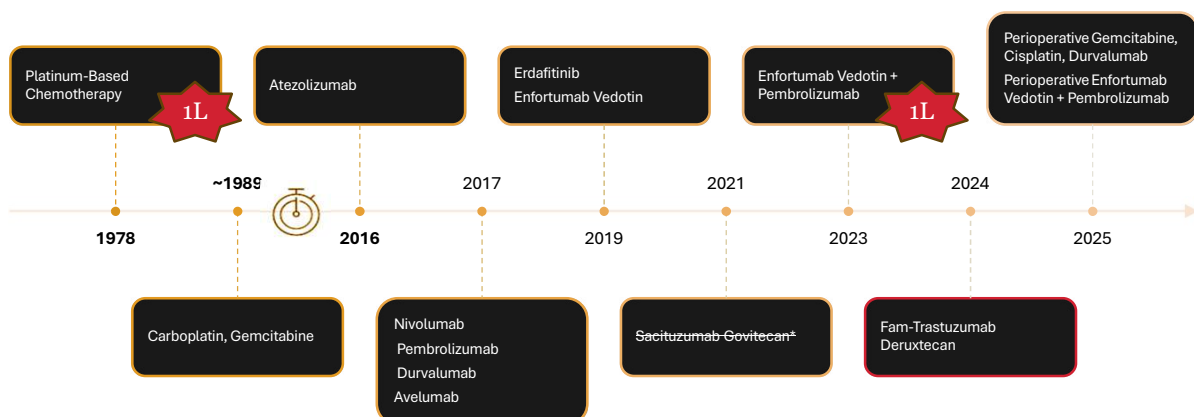 Platinum-Based
Chemotherapy
1L
Atezolizumab
Erdafitinib
Enfortumab Vedotin
Enfortumab Vedotin +
Pembrolizumab
1L
Perioperative Gemcitabine,
Cisplatin, Durvalumab
Perioperative Enfortumab
Vedotin + Pembrolizumab
~1989
2017
2021
2024
1978
2016
2019
2023
2025
Carboplatin, Gemcitabine
Nivolumab
Pembrolizumab
Durvalumab
Avelumab
Sacituzumab Govitecan*
Fam-Trastuzumab
Deruxtecan